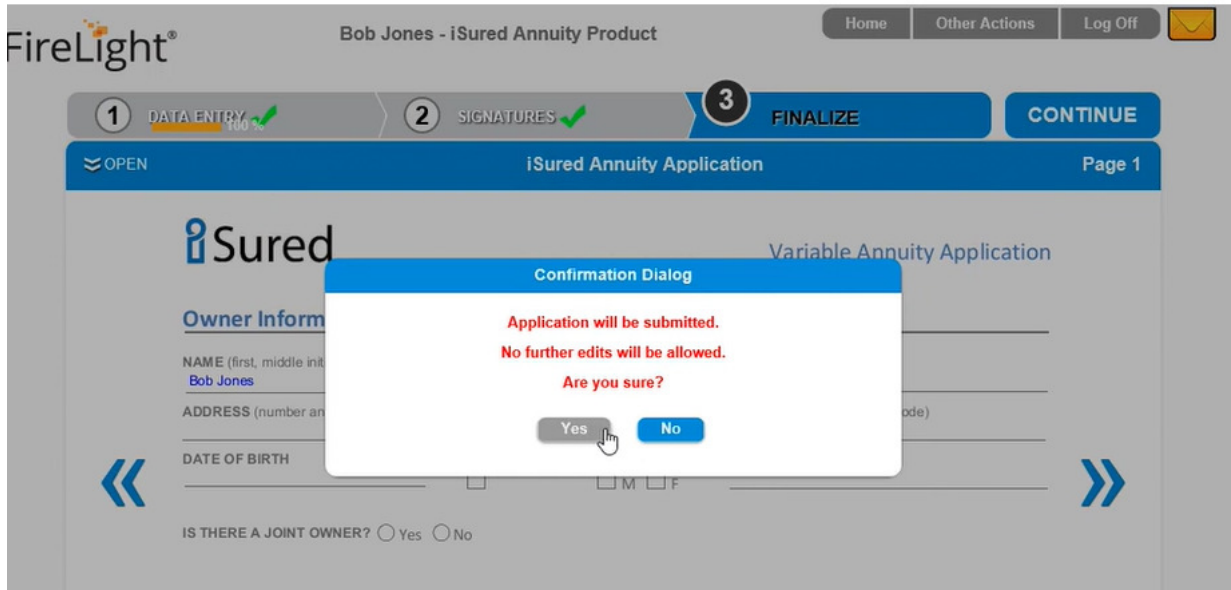 FireLight®
Bob Jones - iSured Annuity Product
Home Other Actions Log Off
1 DATA ENTRY 100 % 2 SIGNATURES 3 FINALIZE CONTINUE
OPEN iSured Annuity Application Page 1
iSured
Variable Annuity Application
Confirmation Dialog
Owner Inform
Application will be submitted.
No further edits will be allowed.
Are you sure?
NAME (first, middle init
Bob Jones
ADDRESS (number an
ode)
Yes No
DATE OF BIRTH
M F
IS THERE A JOINT OWNER? Yes No